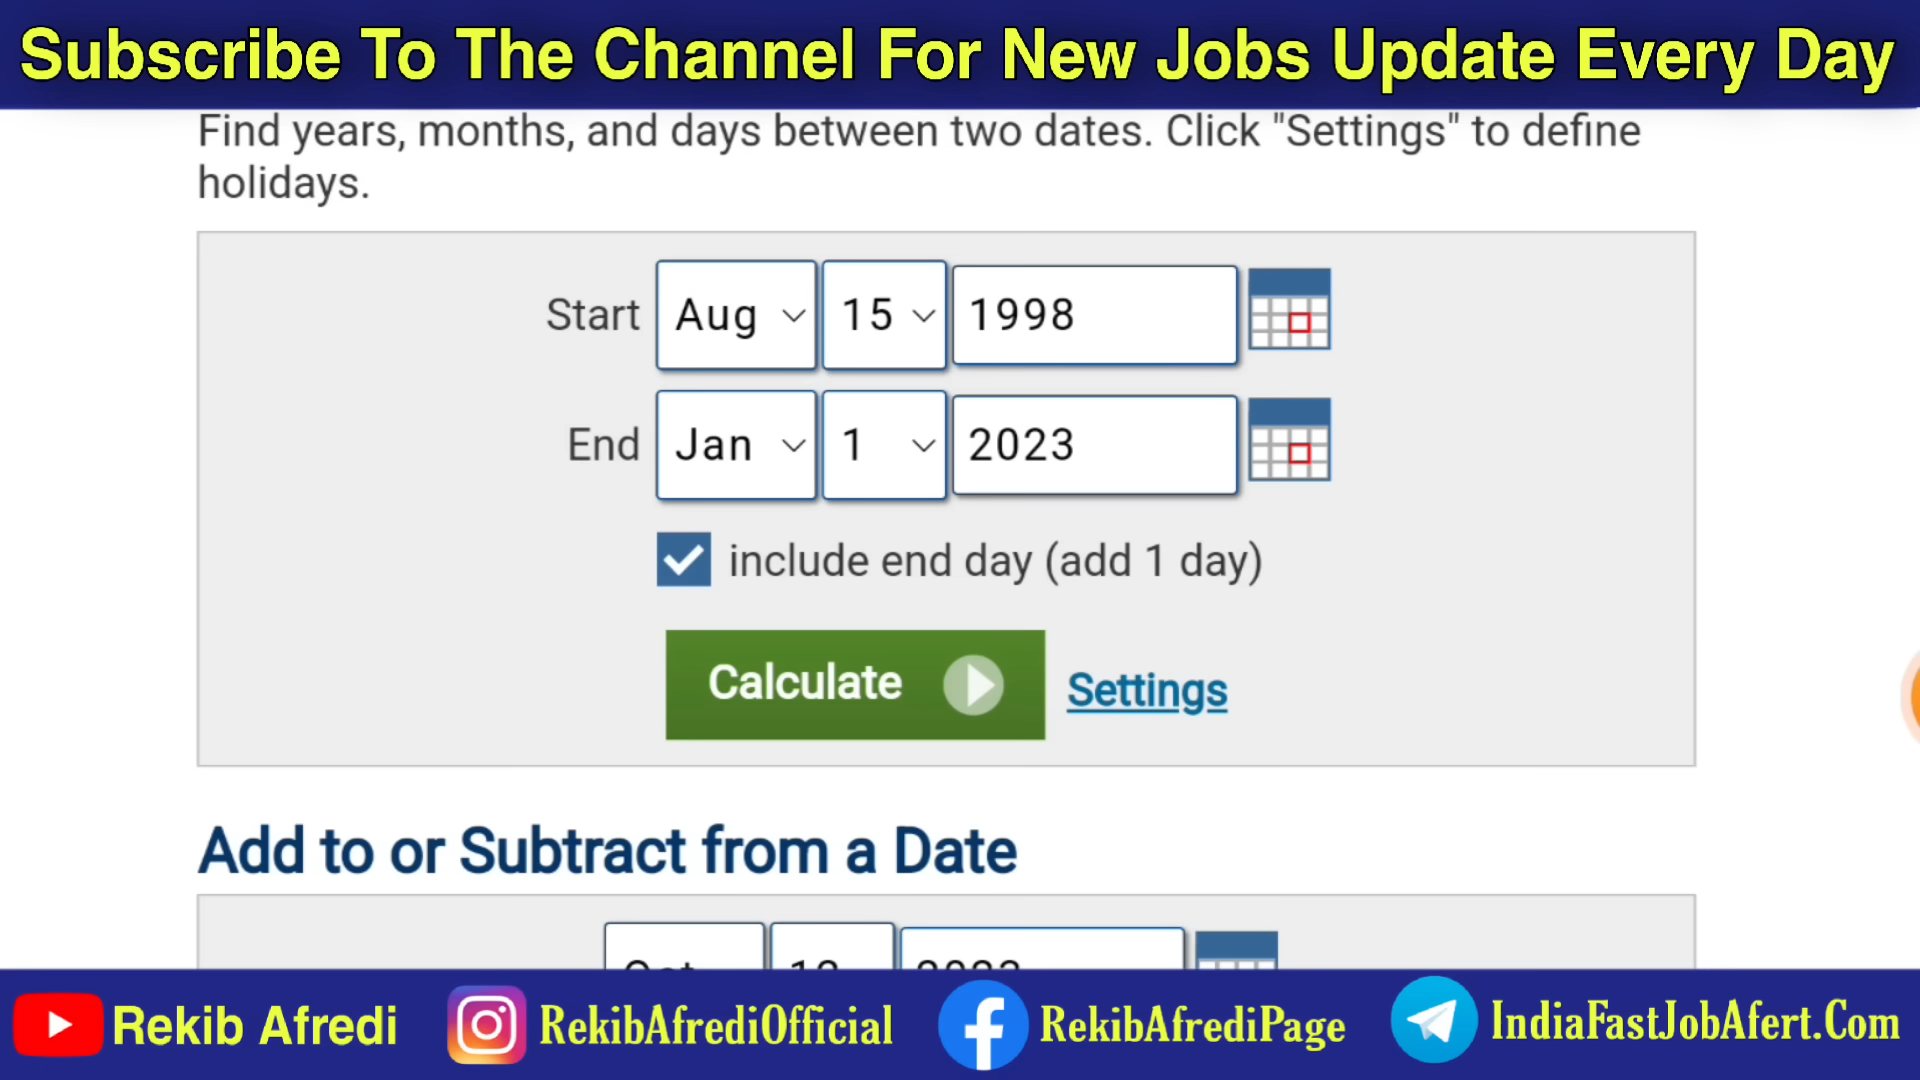 Subscribe To The Channel For New Jobs Update Every Day
Find years, months, and days between two dates. Click "Settings" to define
holidays.
Start Aug 15 1998
End Jan 1 2023
include end day (add 1 day)
Calculate Settings
Add to or Subtract from a Date
Rekib Afredi RekibAfrediOfficial RekibAfrediPage IndiaFastJobAfert.Com